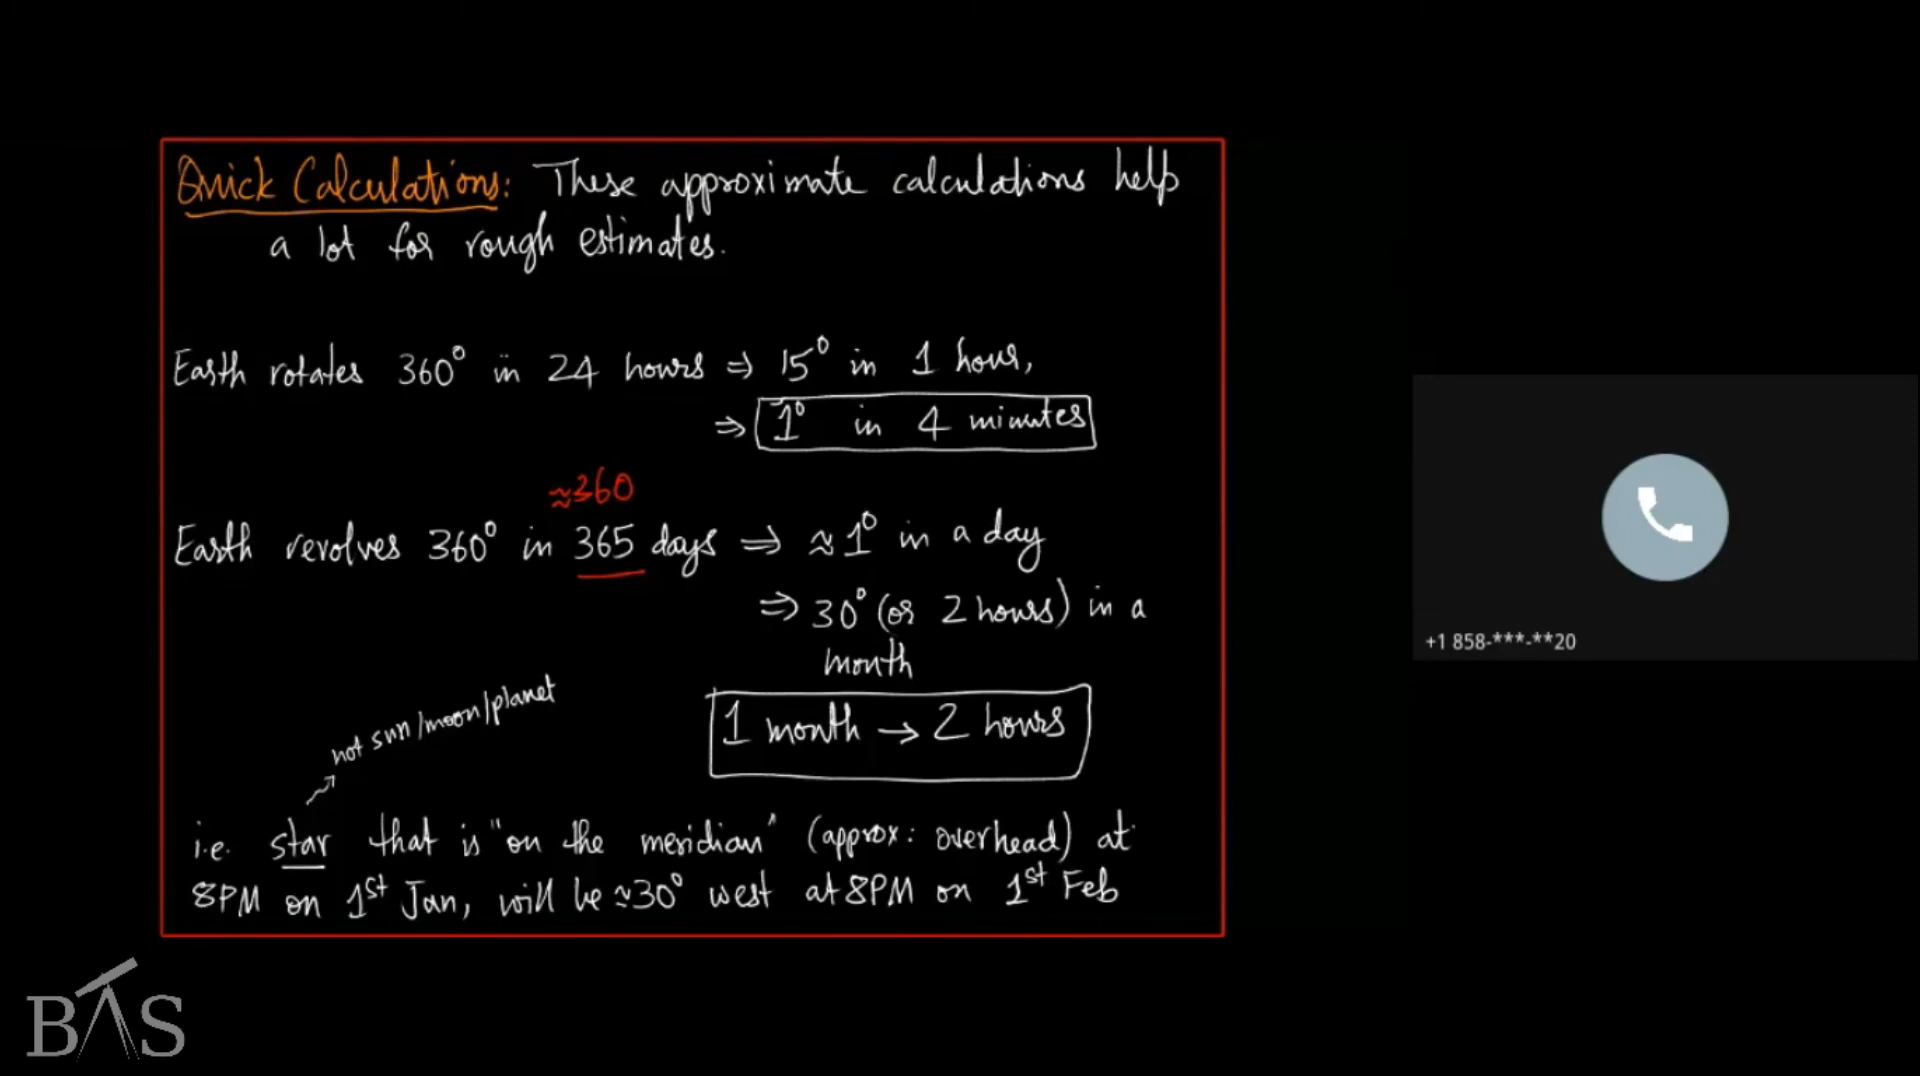 Quick Calculations: These approximate calculations help
a lot for rough estimates.
Earth rotates 360° in 24 hours ⇒ 15° in 1 hour,
⇒ 1° in 4 minutes
≈360
Earth revolves 360° in 365 days ⇒ ≈ 1° in a day
⇒ 30° (or 2 hours) in a
month
1 month → 2 hours
not sun/moon/planet
i.e. star that is "on the meridian" (approx: overhead) at
8PM on 1st Jan, will be ≈30° west at 8PM on 1st Feb
+1 858-***-**20
BAS